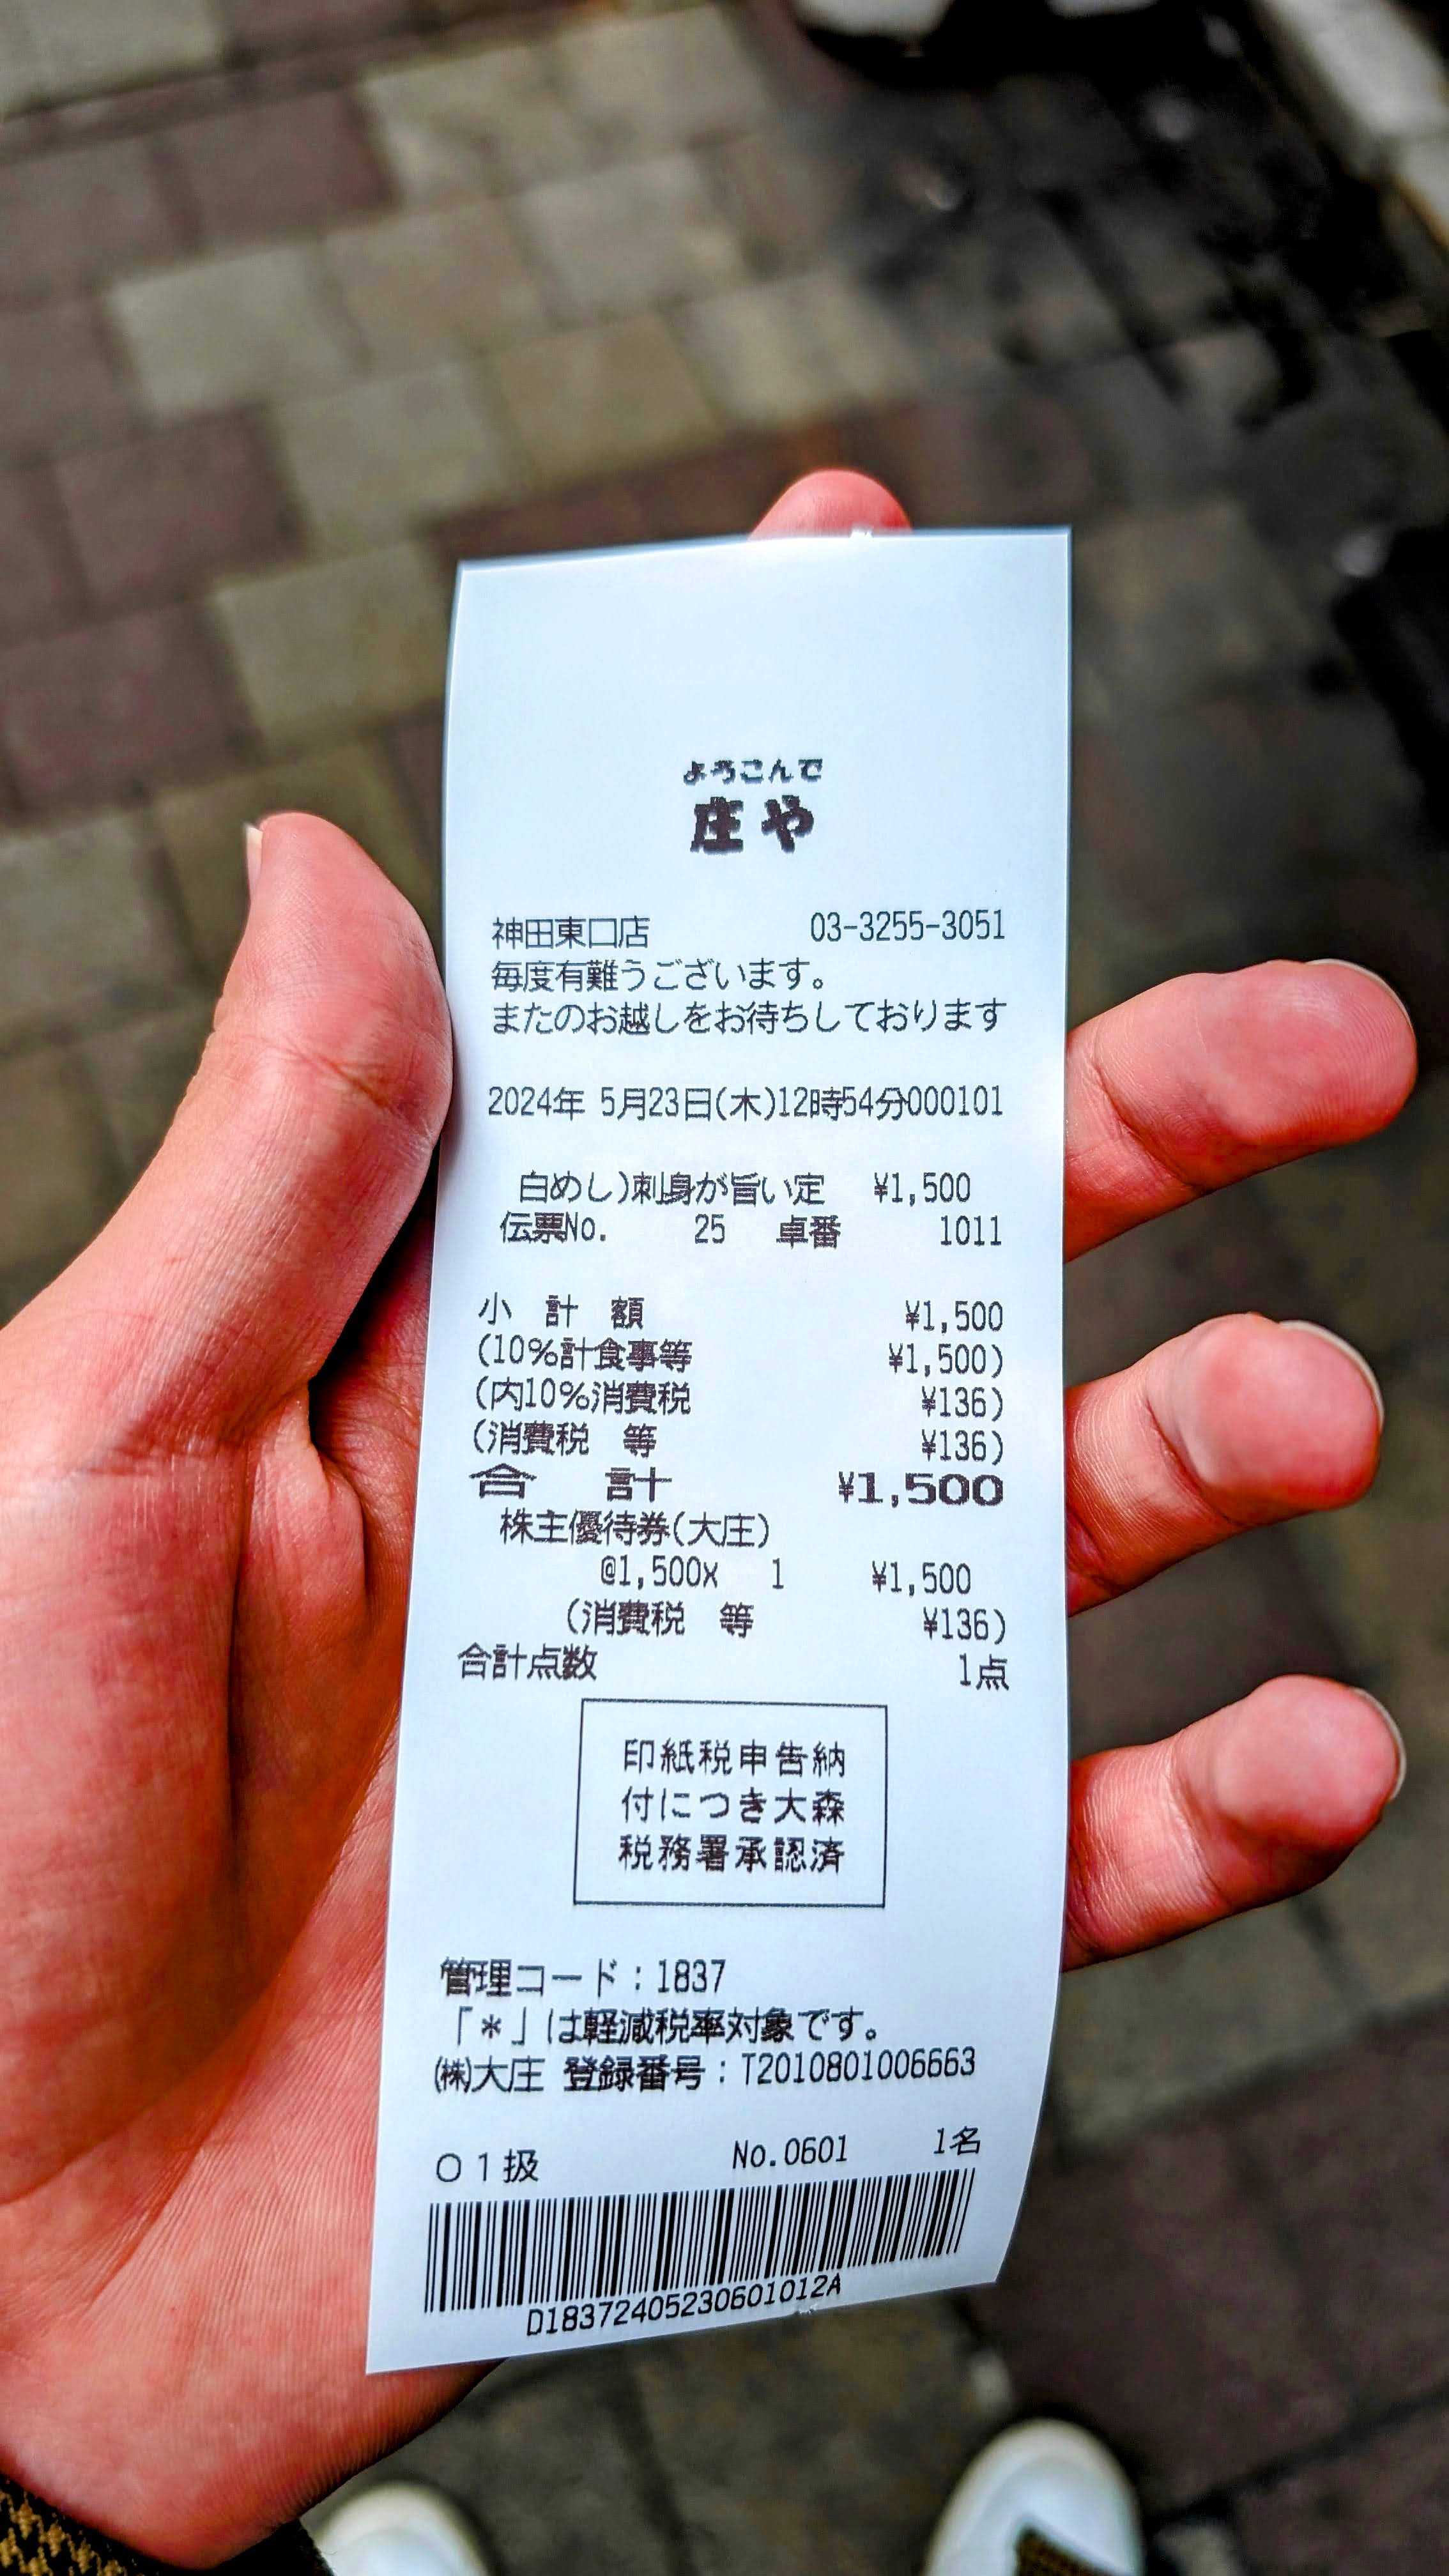 よろこんで
庄や
神田東口店 03-3255-3051
毎度有難うございます。
またのお越しをお待ちしております
2024年 5月23日(木)12時54分000101
白めし)刺身が旨い定 ¥1,500
伝票No. 25 卓番 1011
小 計 額 ¥1,500
(10%計食事等 ¥1,500)
(内10%消費税 ¥136)
(消費税 等 ¥136)
合 計 ¥1,500
株主優待券(大庄)
@1,500x 1 ¥1,500
(消費税 等 ¥136)
合計点数 1点
印紙税申告納
付につき大森
税務署承認済
管理コード:1837
「*」は軽減税率対象です。
㈱大庄 登録番号:T2010801006663
01扱 No.0601 1名
D18372405230601012A